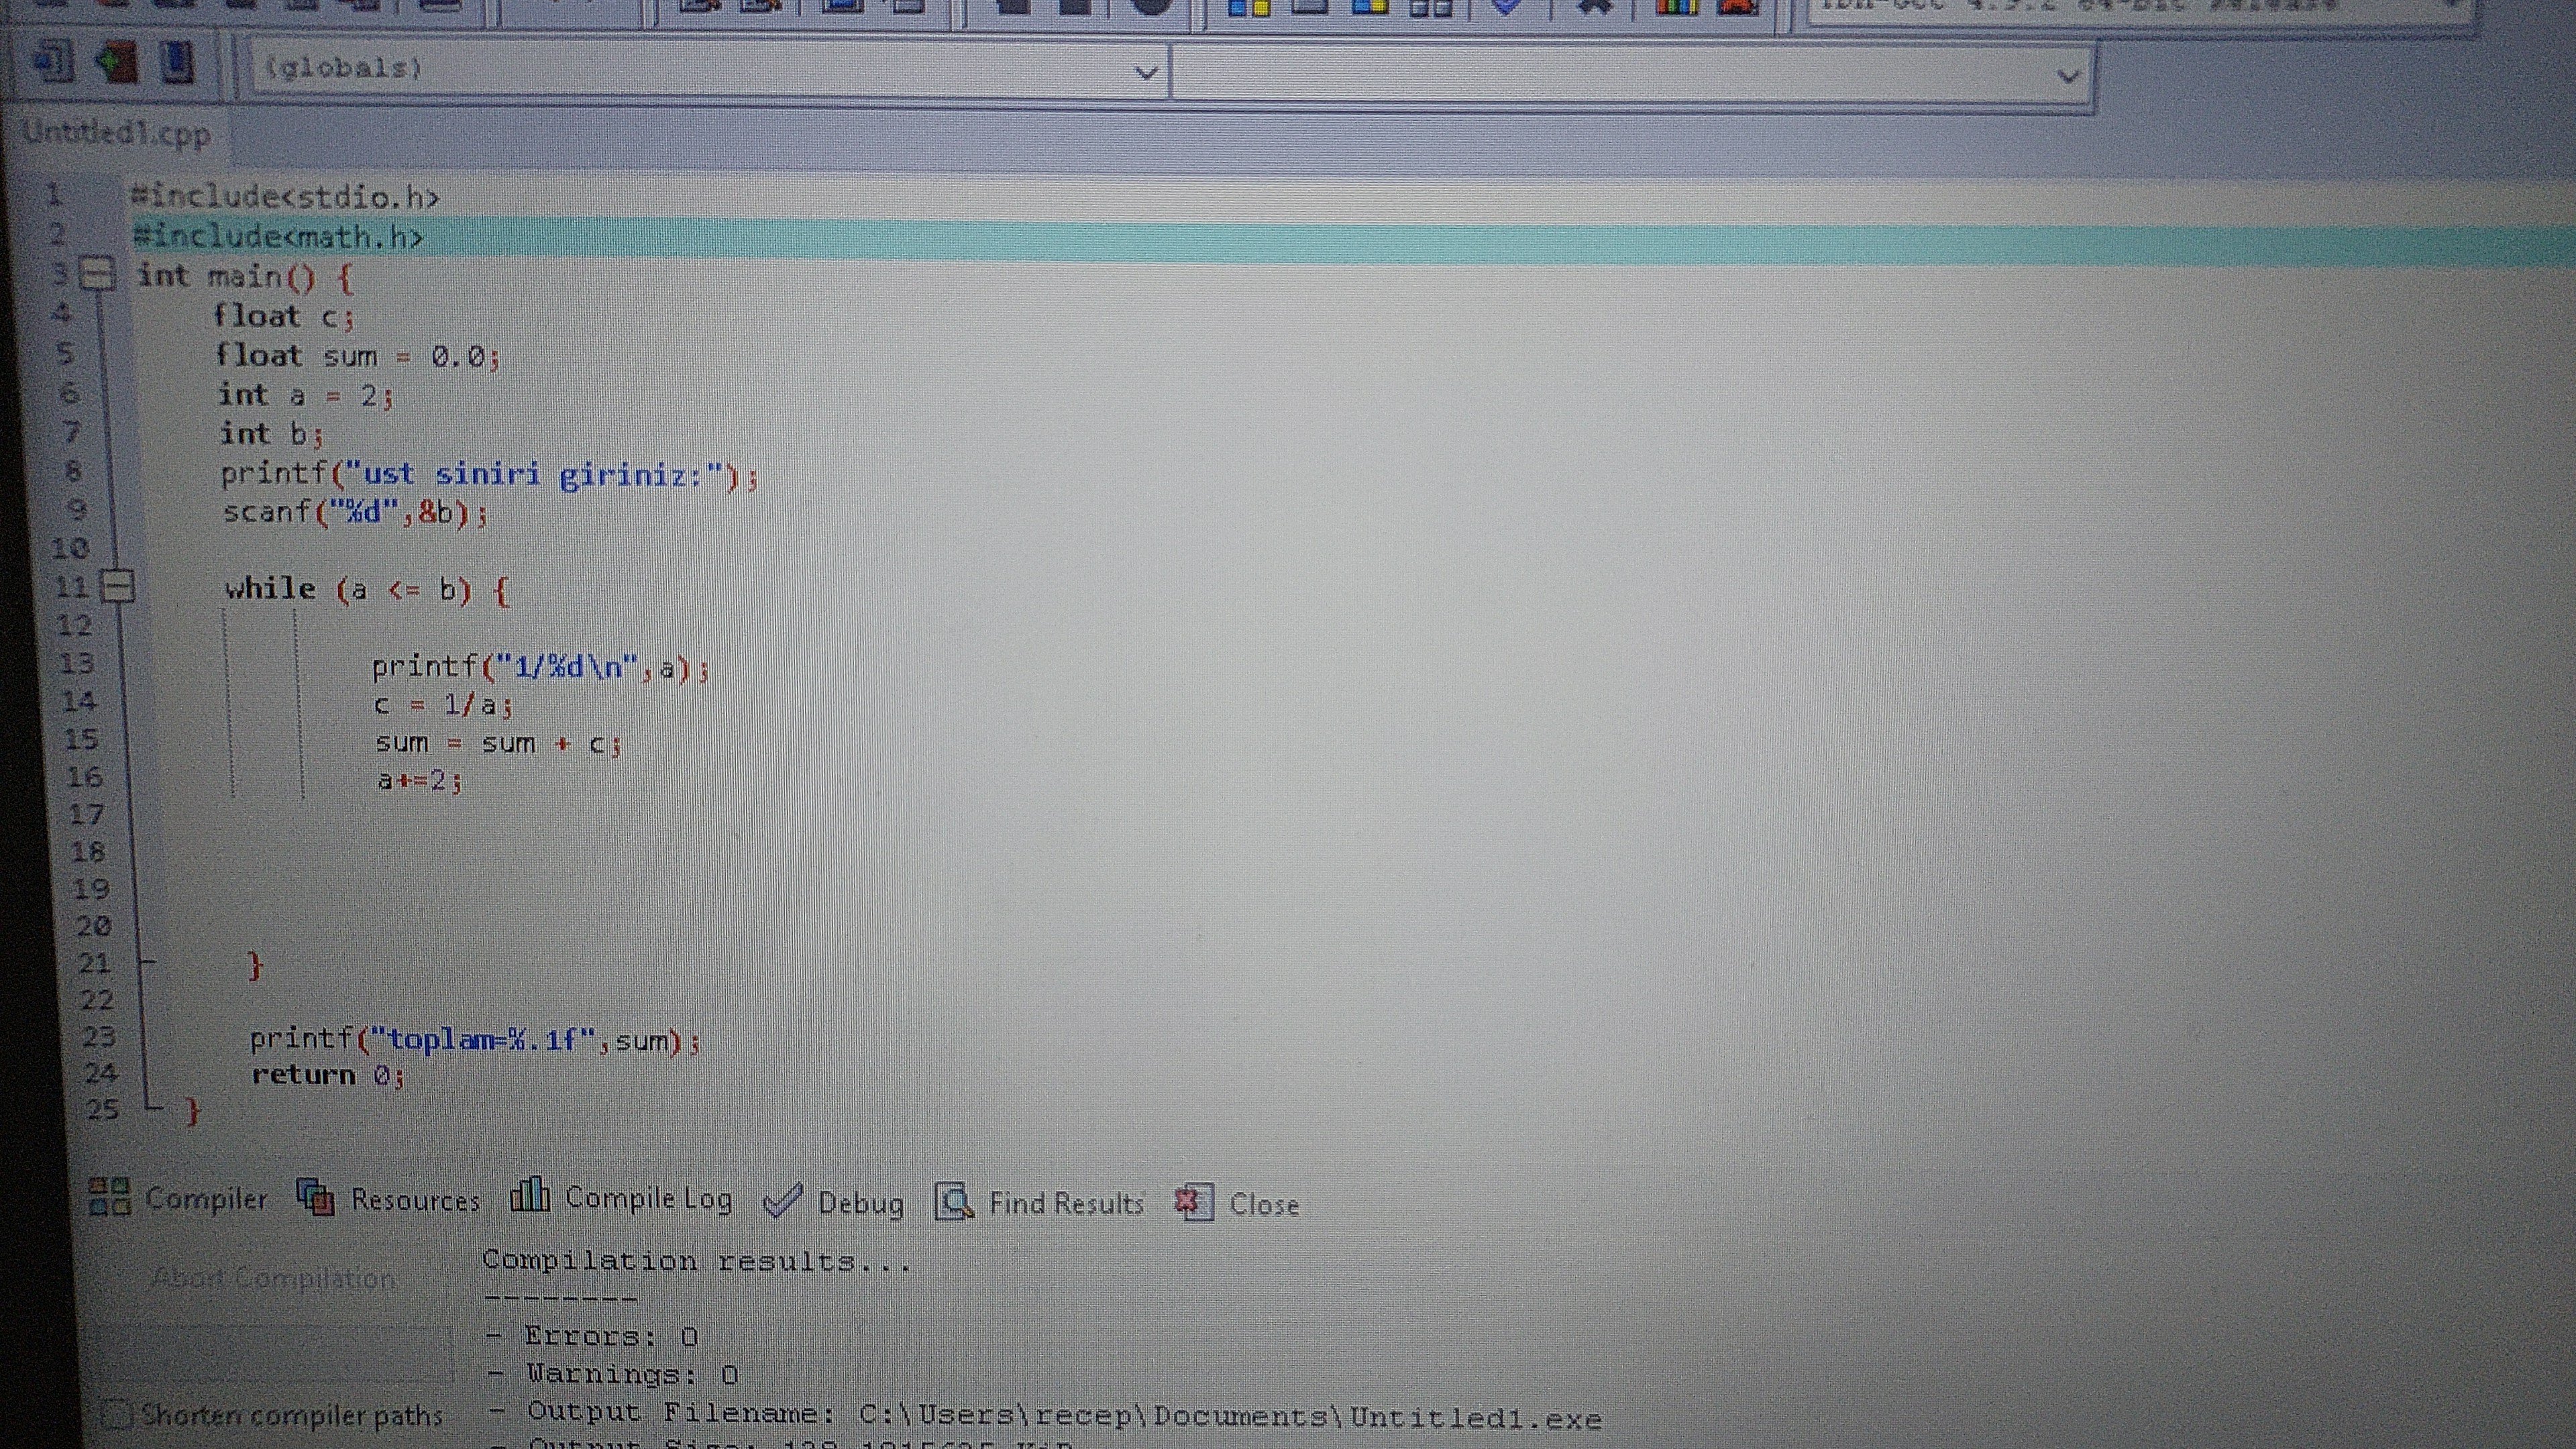 (globals)
Untitled1.cpp
1 #include<stdio.h>
2 #include<math.h>
3 int main() {
4 float c;
5 float sum = 0.0;
6 int a = 2;
7 int b;
8 printf("ust siniri giriniz:");
9 scanf("%d",&b);
10
11 while (a <= b) {
12
13 printf("1/%d\n",a);
14 c = 1/a;
15 sum = sum + c;
16 a+=2;
17
18
19
20
21 }
22
23 printf("toplam=%.1f",sum);
24 return 0;
25 }
Compiler Resources Compile Log Debug Find Results Close
Abort Compilation
Compilation results...
--------
- Errors: 0
- Warnings: 0
Shorten compiler paths
- Output Filename: C:\Users\recep\Documents\Untitled1.exe